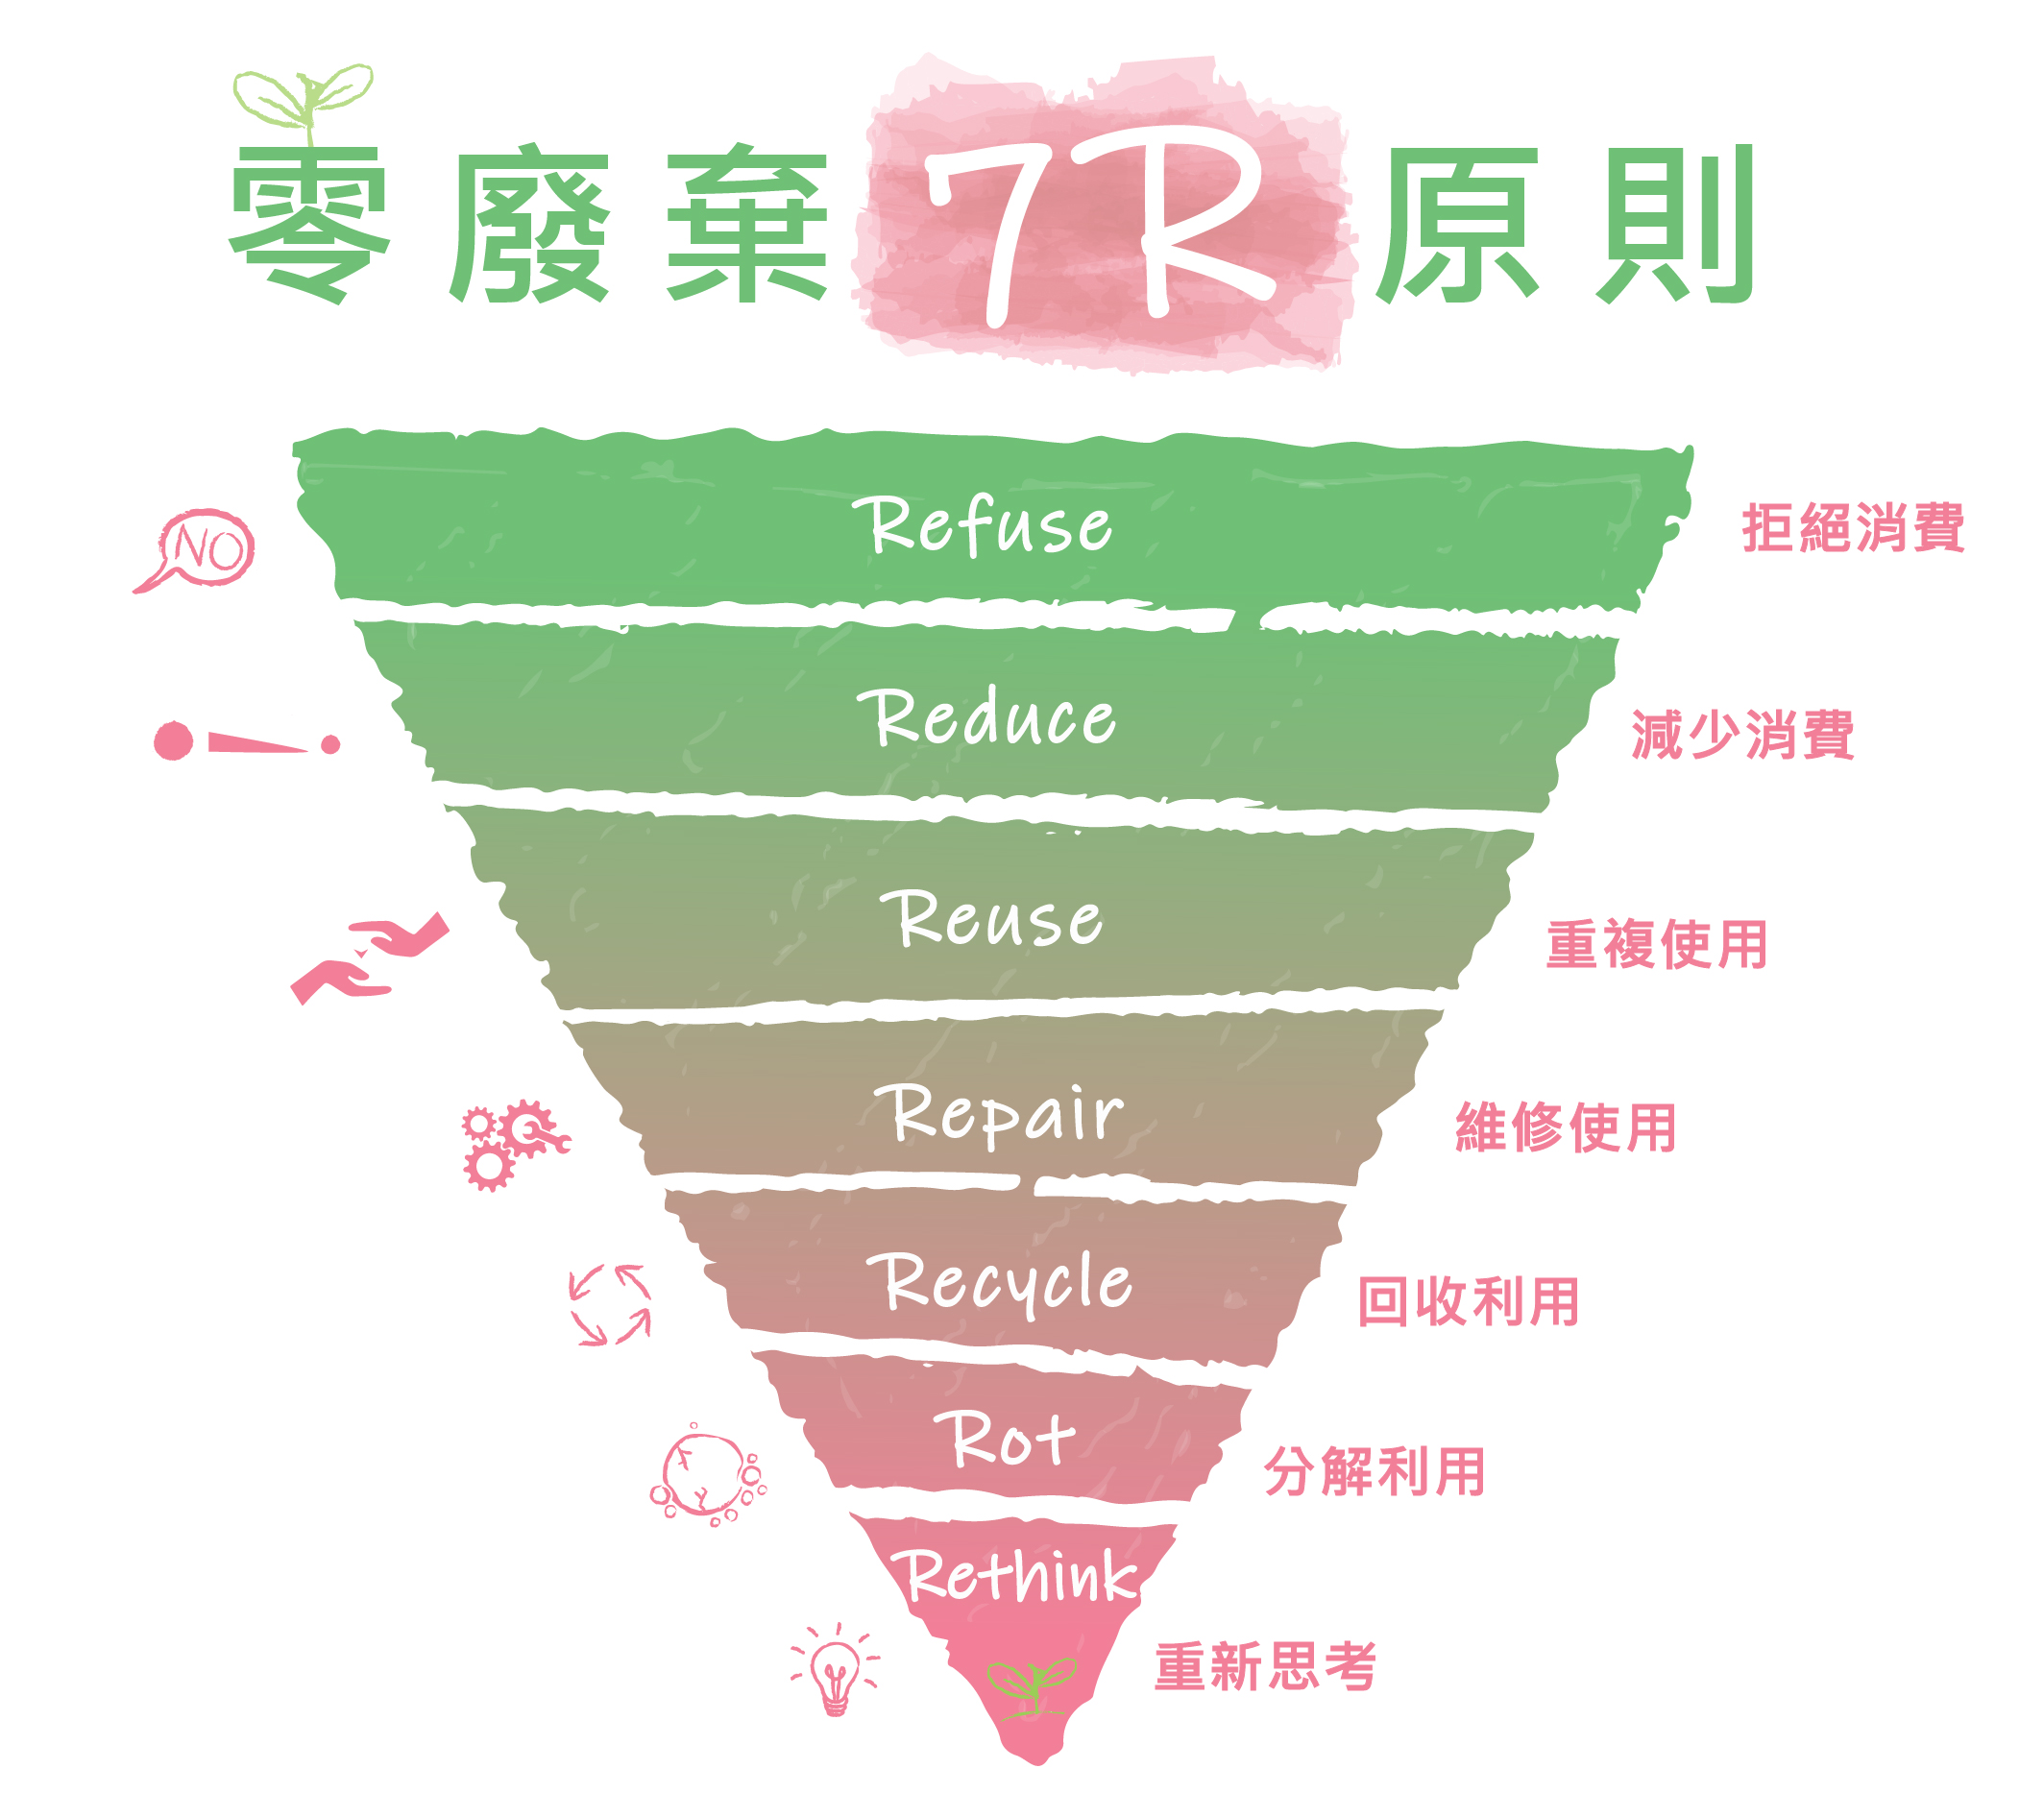 零廢棄7R原則
NO
Refuse
拒絕消費
Reduce
減少消費
Reuse
重複使用
Repair
維修使用
Recycle
回收利用
Rot
分解利用
Rethink
重新思考